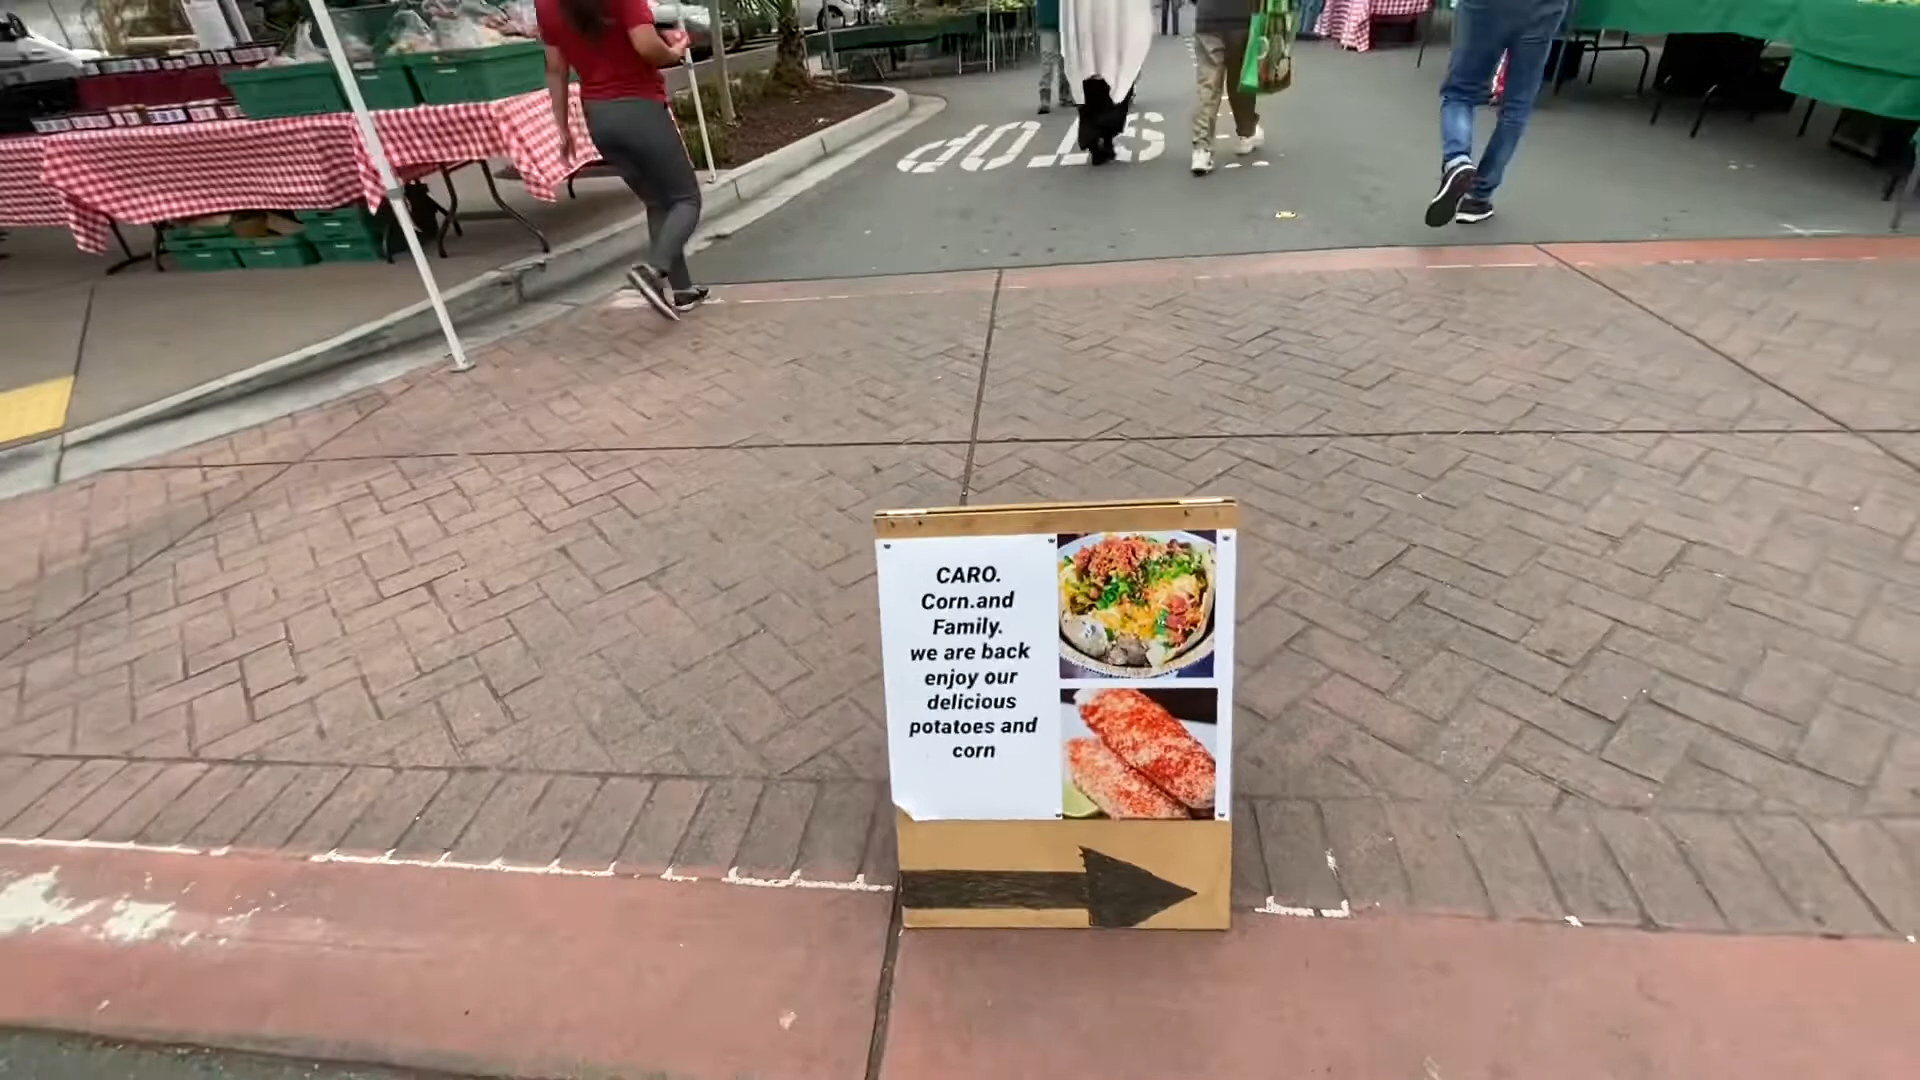 STOP
CARO.
Corn.and
Family.
we are back
enjoy our
delicious
potatoes and
corn